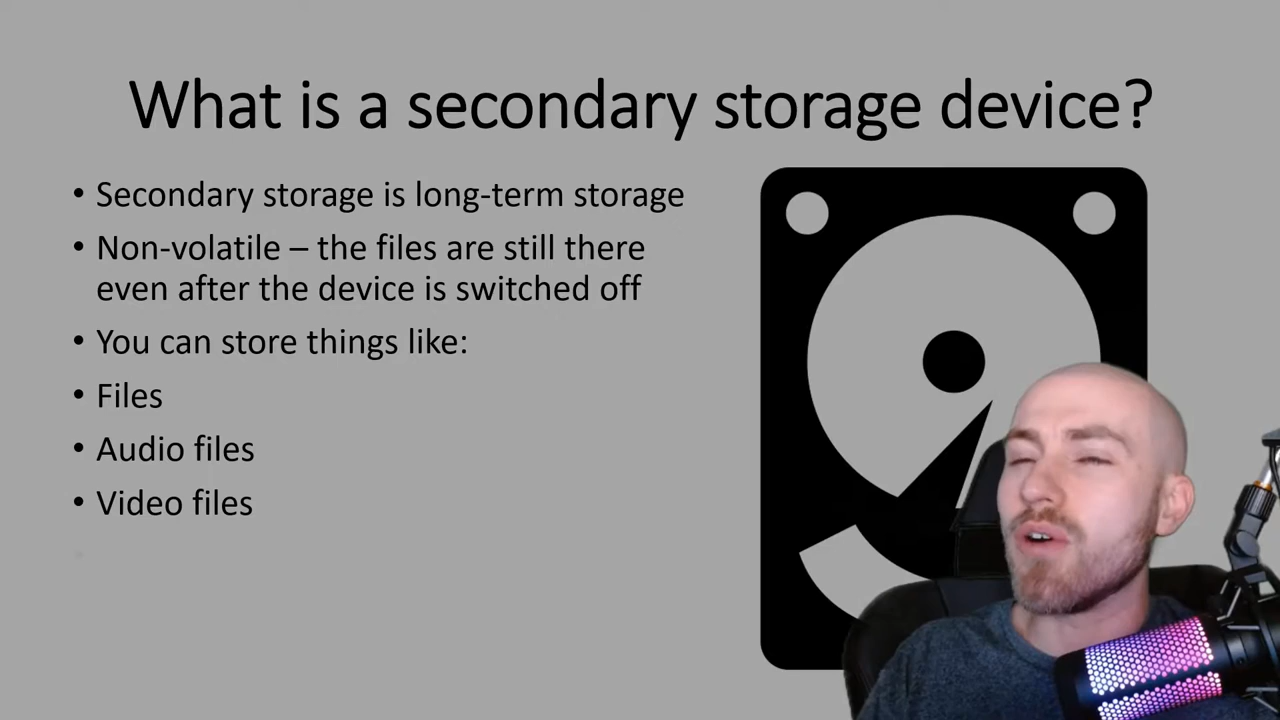 What is a secondary storage device?
• Secondary storage is long-term storage
• Non-volatile – the files are still there
even after the device is switched off
• You can store things like:
• Files
• Audio files
• Video files